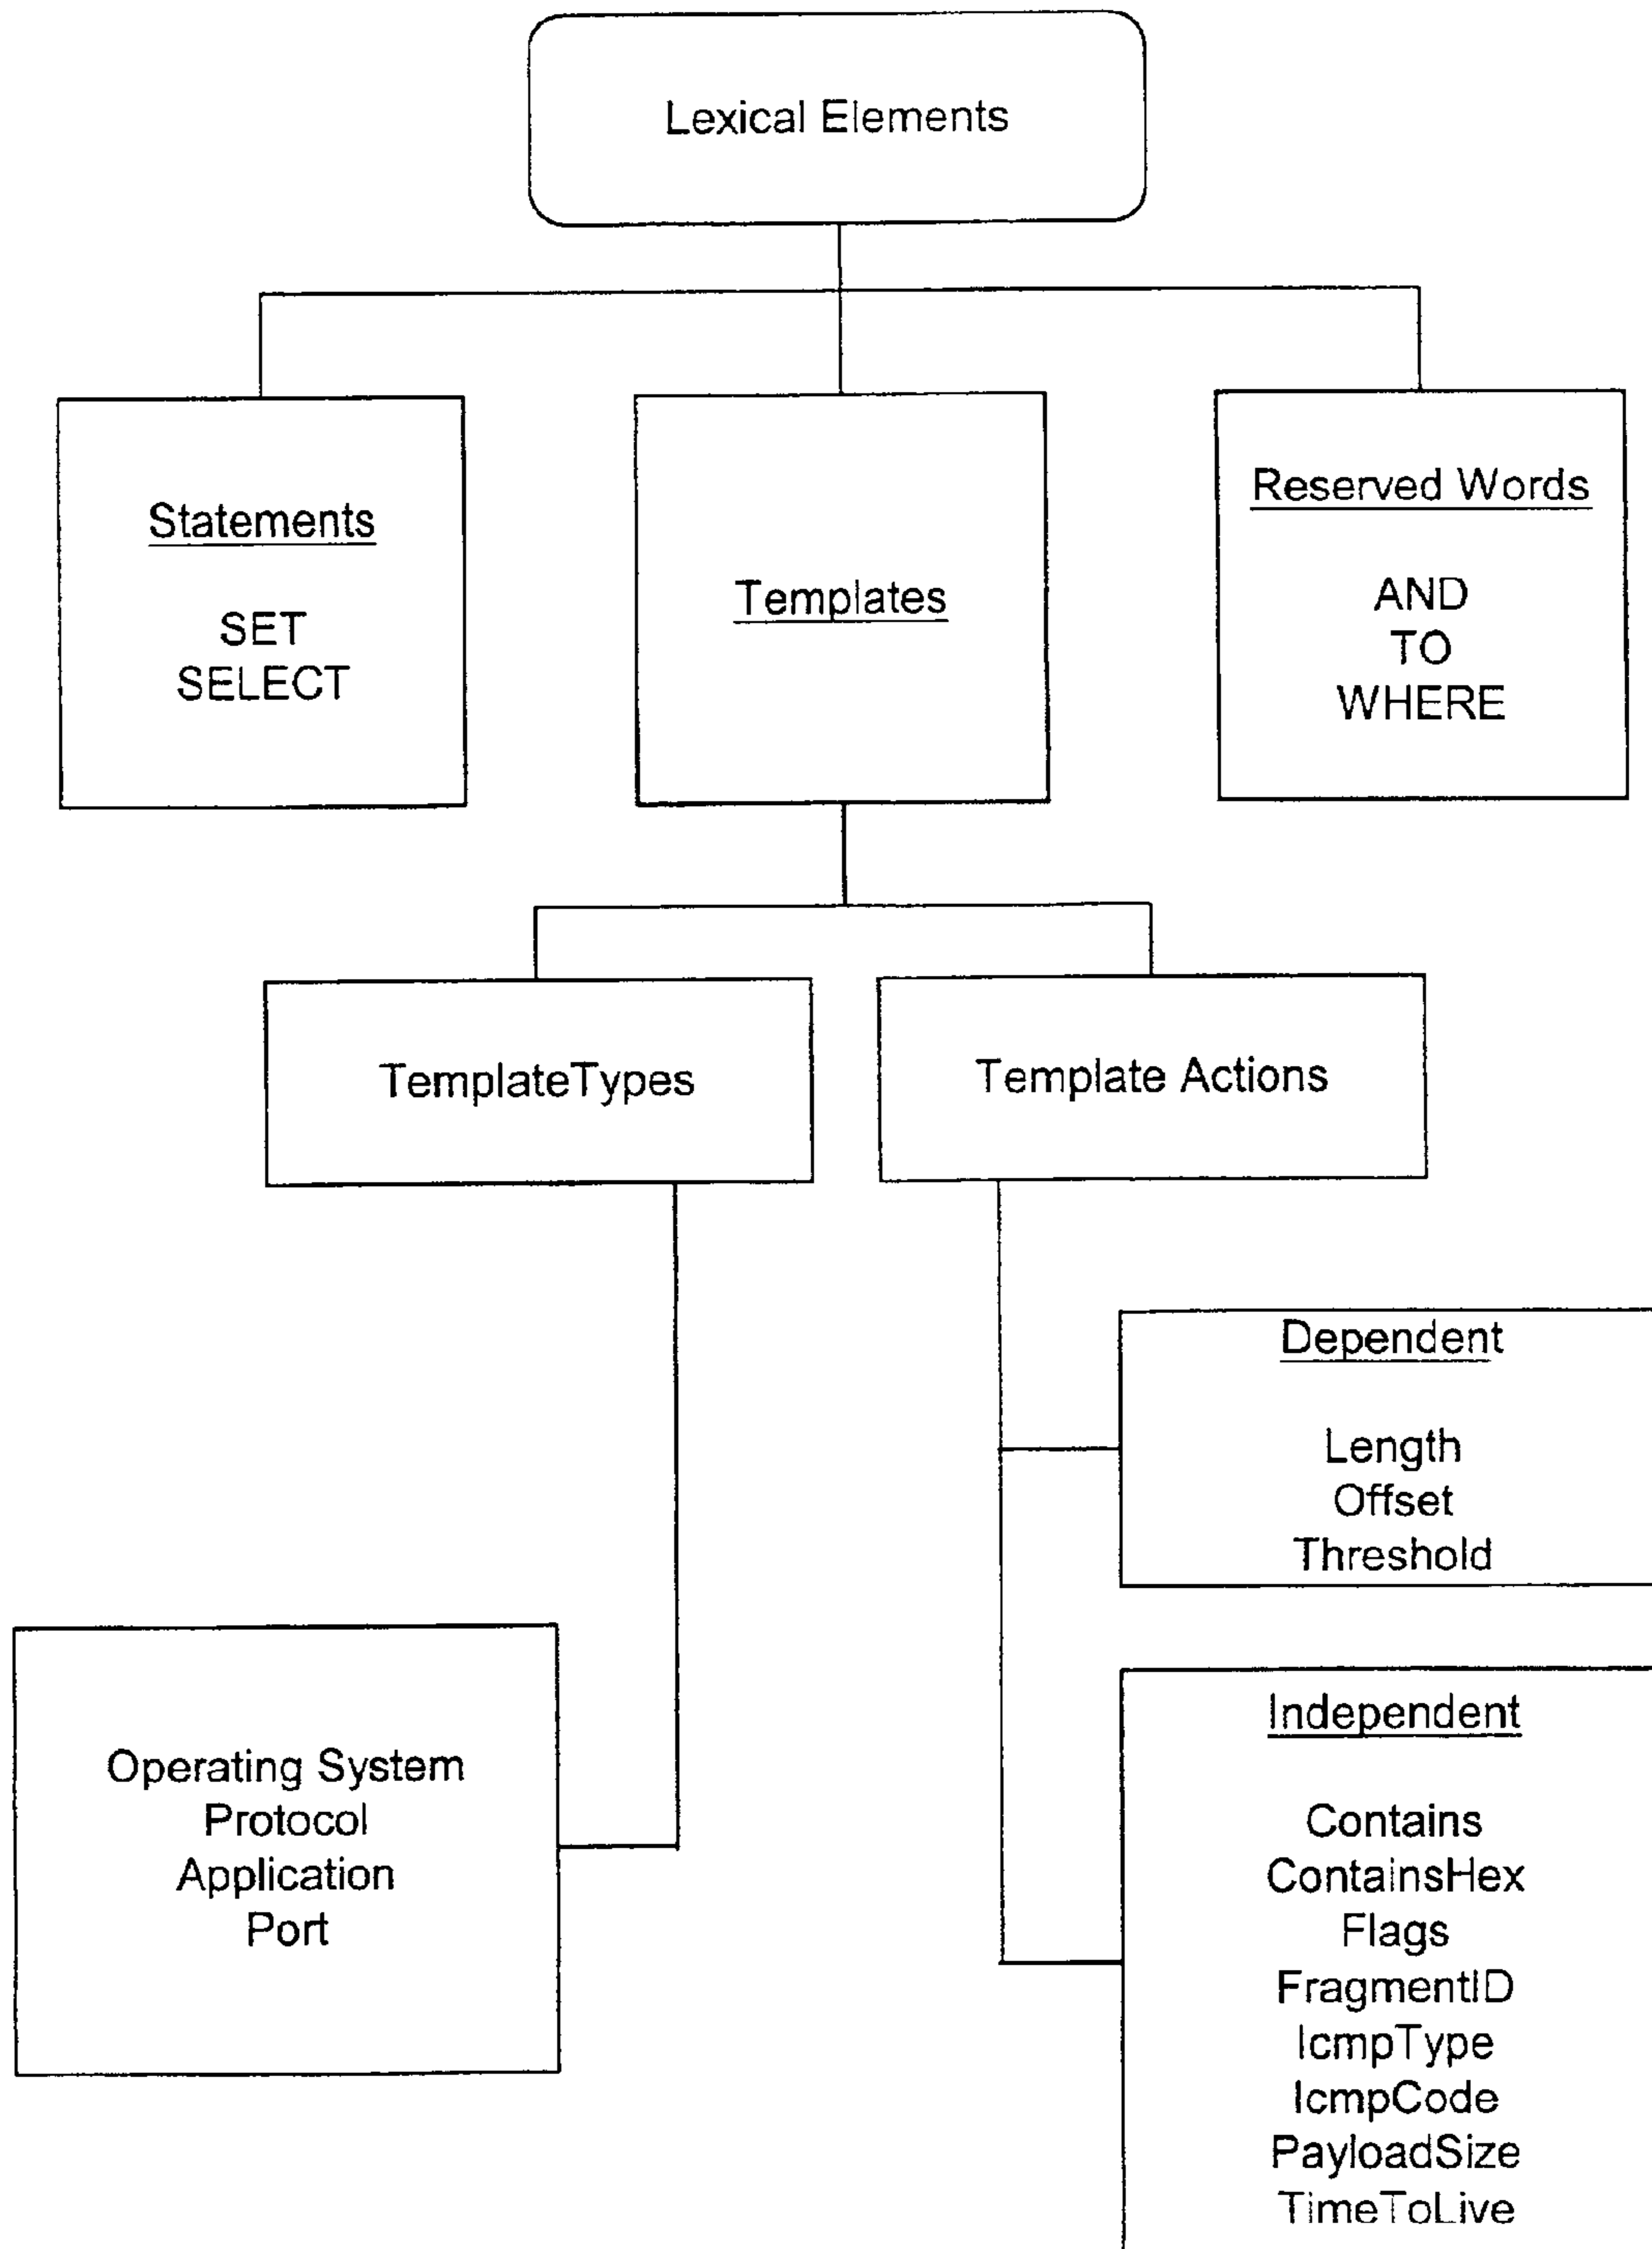 Lexical Elements
Statements
SET
SELECT
Templates
Reserved Words
AND
TO
WHERE
TemplateTypes
Template Actions
Dependent
Length
Offset
Threshold
Operating System
Protocol
Application
Port
Independent
Contains
ContainsHex
Flags
FragmentID
IcmpType
IcmpCode
PayloadSize
TimeToLive